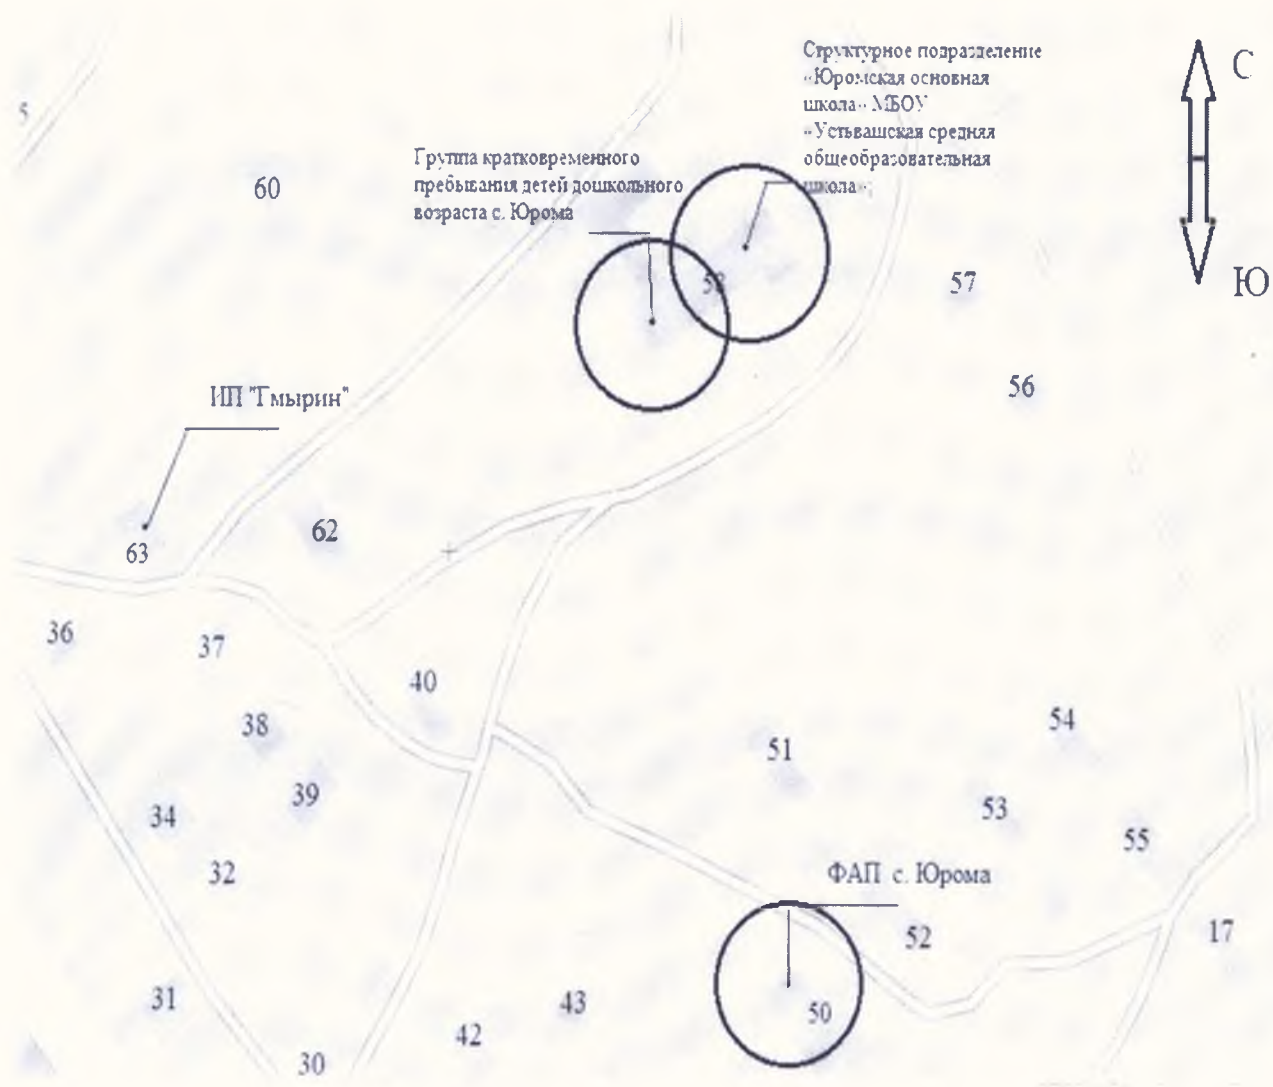 Структурное подразделение
«Юромская основная
школа» МБОУ
«Устьвашская средняя
общеобразовательная
школа»;
С
Ю
5
60
Группа кратковременного
пребывания детей дошкольного
возраста с. Юрома
58
57
56
ИП "Гмырин"
63
62
36
37
40
38
39
34
32
31
30
51
54
53
55
ФАП с. Юрома
52
17
43
42
50